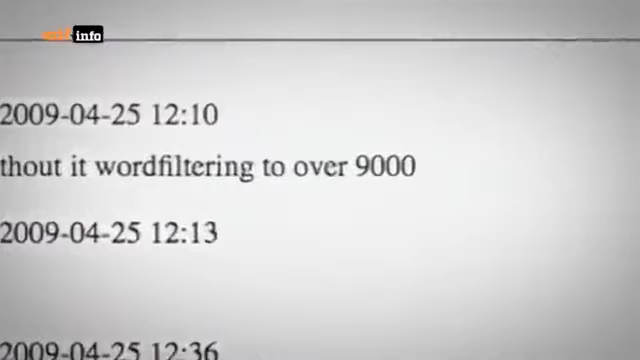 info
2009-04-25 12:10
thout it wordfiltering to over 9000
2009-04-25 12:13
2009-04-25 12:36